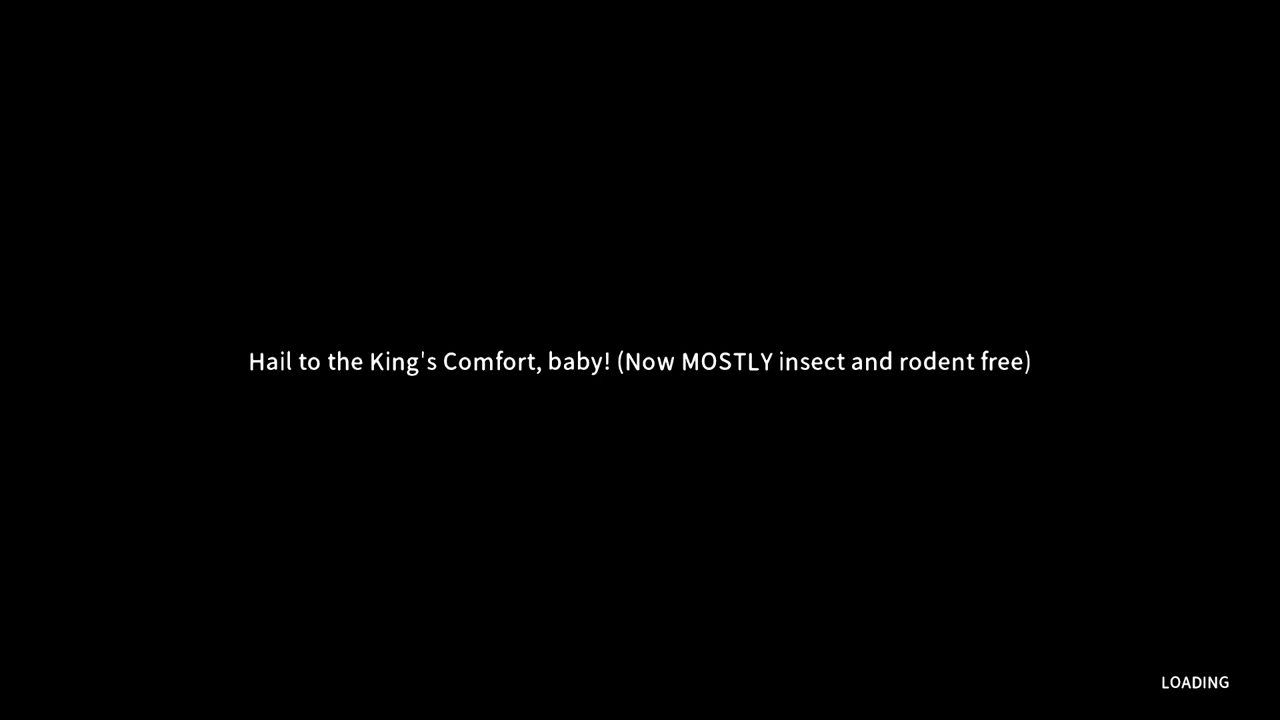 Hail to the King's Comfort, baby! (Now MOSTLY insect and rodent free)
LOADING